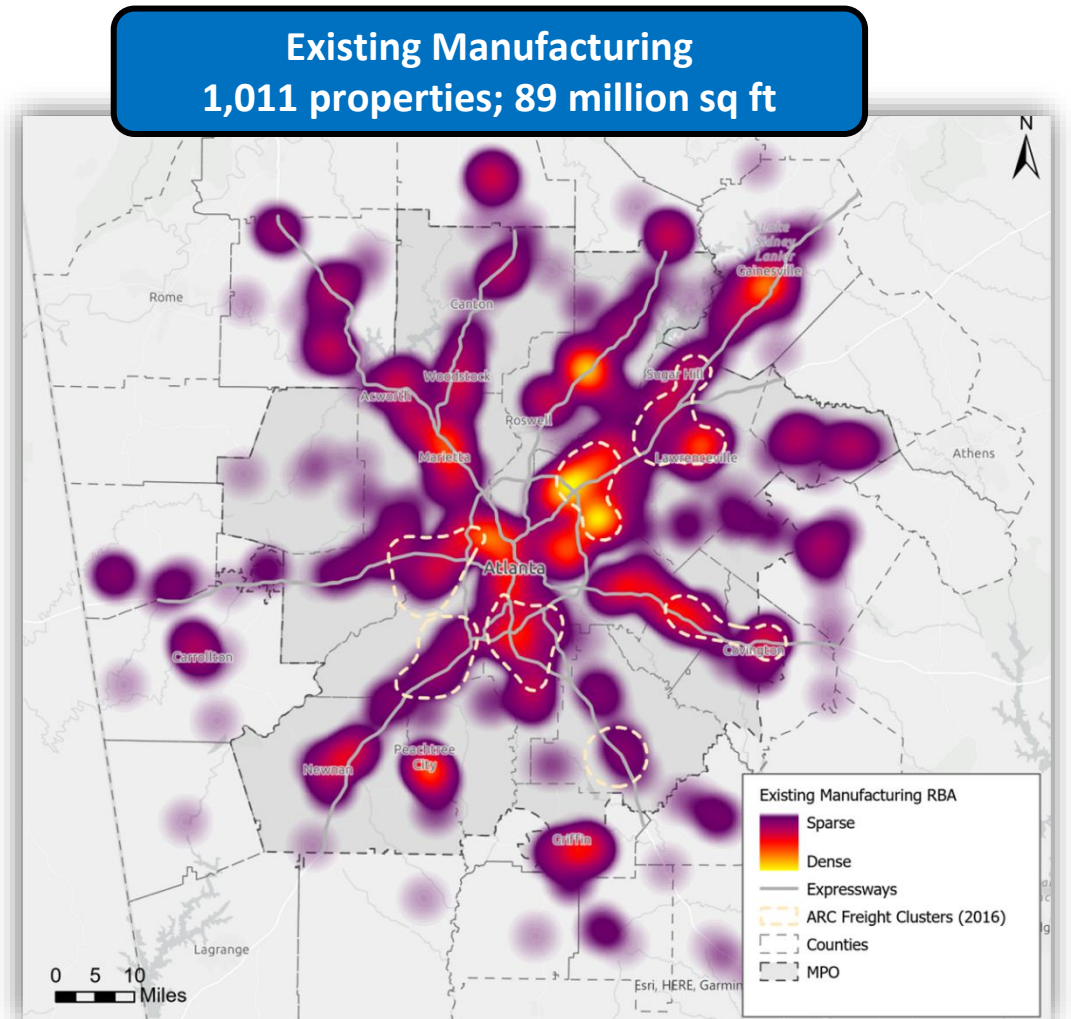 Existing Manufacturing
1,011 properties; 89 million sq ft
N
Lake
Sidney
Lanier
Gainesville
Rome
Canton
Woodstock
Sugar Hill
Acworth
Roswell
Marietta
Lawrenceville
Athens
Atlanta
Carrollton
Covington
Newnan
Peachtree
City
Griffin
Lagrange
Existing Manufacturing RBA
Sparse
Dense
Expressways
ARC Freight Clusters (2016)
Counties
MPO
0 5 10
Miles
Esri, HERE, Garmin